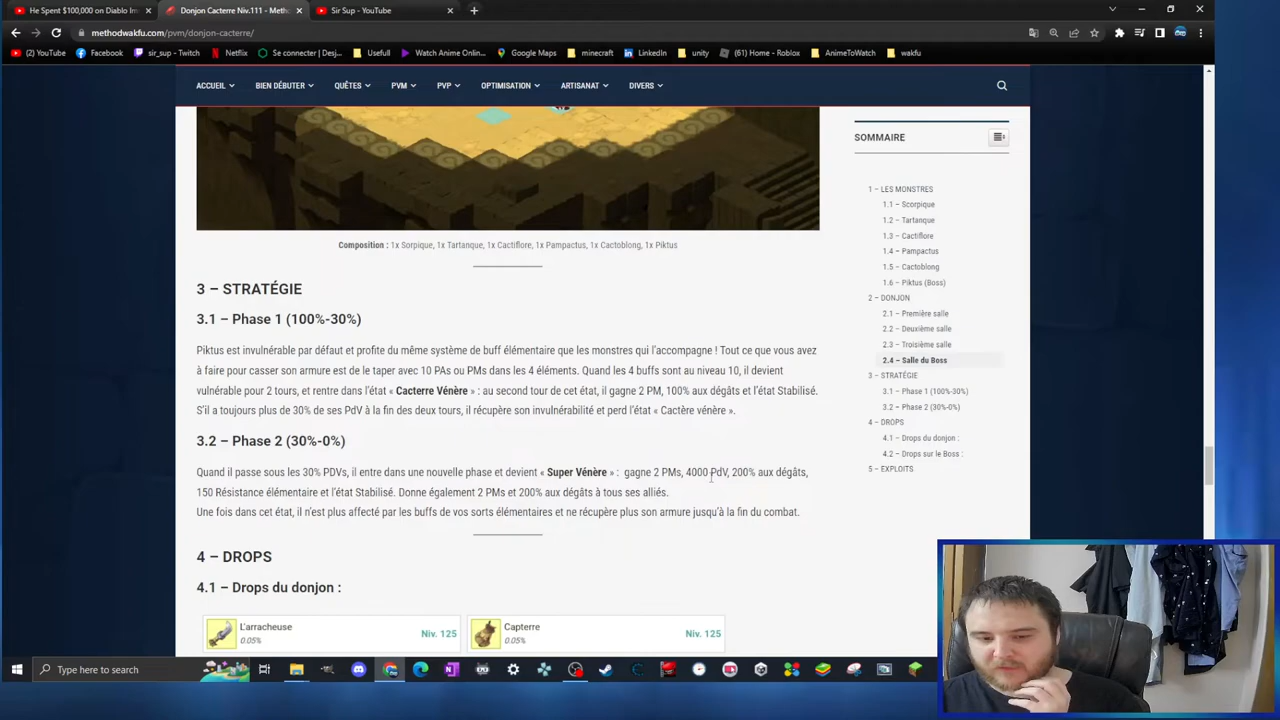 He Spent $100,000 on Diablo Im
Donjon Cacterre Niv.111 - Metho
Sir Sup - YouTube
methodwakfu.com/pvm/donjon-cacterre/
YouTube
Facebook
sir_sup - Twitch
Netflix
Se connecter | Desj...
Usefull
Watch Anime Onlin...
Google Maps
minecraft
LinkedIn
unity
(61) Home - Roblox
AnimeToWatch
wakfu
ACCUEIL
BIEN DÉBUTER
QUÊTES
PVM
PVP
OPTIMISATION
ARTISANAT
DIVERS
Composition : 1x Sorpique, 1x Tartanque, 1x Cactiflore, 1x Pampactus, 1x Cactoblong, 1x Piktus
3 – STRATÉGIE
3.1 – Phase 1 (100%-30%)
Piktus est invulnérable par défaut et profite du même système de buff élémentaire que les monstres qui l'accompagne ! Tout ce que vous avez
à faire pour casser son armure est de le taper avec 10 PAs ou PMs dans les 4 éléments. Quand les 4 buffs sont au niveau 10, il devient
vulnérable pour 2 tours, et rentre dans l'état « Cacterre Vénère » : au second tour de cet état, il gagne 2 PM, 100% aux dégâts et l'état Stabilisé.
S'il a toujours plus de 30% de ses PdV à la fin des deux tours, il récupère son invulnérabilité et perd l'état « Cactère vénère ».
3.2 – Phase 2 (30%-0%)
Quand il passe sous les 30% PDVs, il entre dans une nouvelle phase et devient « Super Vénère » : gagne 2 PMs, 4000 PdV, 200% aux dégâts,
150 Résistance élémentaire et l'état Stabilisé. Donne également 2 PMs et 200% aux dégâts à tous ses alliés.
Une fois dans cet état, il n'est plus affecté par les buffs de vos sorts élémentaires et ne récupère plus son armure jusqu'à la fin du combat.
4 – DROPS
4.1 – Drops du donjon :
L'arracheuse
0.05%
Niv. 125
Capterre
0.05%
Niv. 125
SOMMAIRE
1 – LES MONSTRES
1.1 – Scorpique
1.2 – Tartanque
1.3 – Cactiflore
1.4 – Pampactus
1.5 – Cactoblong
1.6 – Piktus (Boss)
2 – DONJON
2.1 – Première salle
2.2 – Deuxième salle
2.3 – Troisième salle
2.4 – Salle du Boss
3 – STRATÉGIE
3.1 – Phase 1 (100%-30%)
3.2 – Phase 2 (30%-0%)
4 – DROPS
4.1 – Drops du donjon :
4.2 – Drops sur le Boss :
5 – EXPLOITS
Type here to search